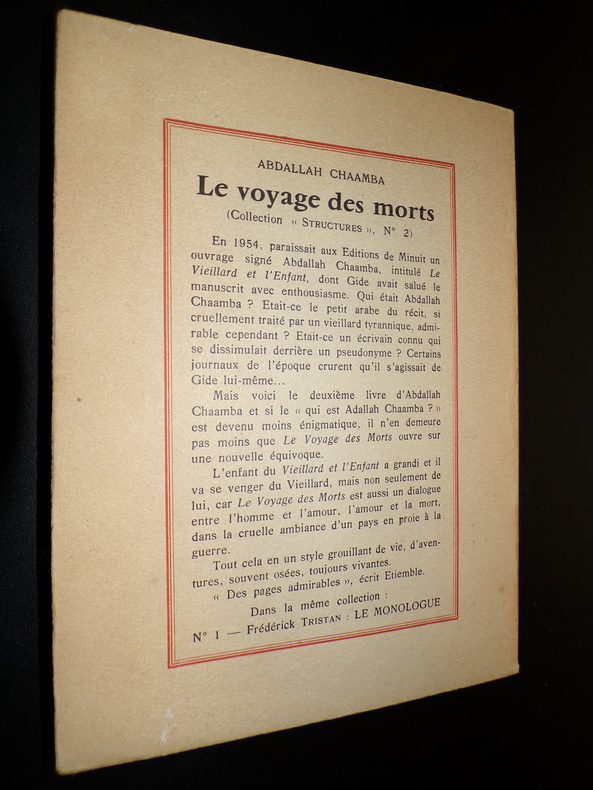 ABDALLAH CHAAMBA
Le voyage des morts
(Collection « STRUCTURES », N° 2)
En 1954, paraissait aux Editions de Minuit un
ouvrage signé Abdallah Chaamba, intitulé Le
Vieillard et l'Enfant, dont Gide avait salué le
manuscrit avec enthousiasme. Qui était Abdallah
Chaamba ? Etait-ce le petit arabe du récit, si
cruellement traité par un vieillard tyrannique, admi-
rable cependant ? Etait-ce un écrivain connu qui
se dissimulait derrière un pseudonyme ? Certains
journaux de l'époque crurent qu'il s'agissait de
Gide lui-même...
Mais voici le deuxième livre d'Abdallah
Chaamba et si le « qui est Adallah Chaamba ? »
est devenu moins énigmatique, il n'en demeure
pas moins que Le Voyage des Morts ouvre sur
une nouvelle équivoque.
L'enfant du Vieillard et l'Enfant a grandi et il
va se venger du Vieillard, mais non seulement de
lui, car Le Voyage des Morts est aussi un dialogue
entre l'homme et l'amour, l'amour et la mort,
dans la cruelle ambiance d'un pays en proie à la
guerre.
Tout cela en un style grouillant de vie, d'aven-
tures, souvent osées, toujours vivantes.
« Des pages admirables », écrit Etiemble.
Dans la même collection :
N° 1 — Frédérick TRISTAN : LE MONOLOGUE